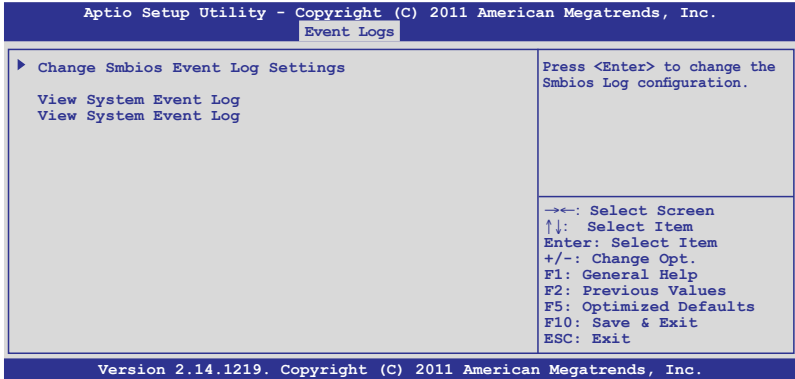 Aptio Setup Utility - Copyright (C) 2011 American Megatrends, Inc.
Event Logs
Change Smbios Event Log Settings
View System Event Log
View System Event Log
Press <Enter> to change the
Smbios Log configuration.
→←: Select Screen
↑↓: Select Item
Enter: Select Item
+/-: Change Opt.
F1: General Help
F2: Previous Values
F5: Optimized Defaults
F10: Save & Exit
ESC: Exit
Version 2.14.1219. Copyright (C) 2011 American Megatrends, Inc.